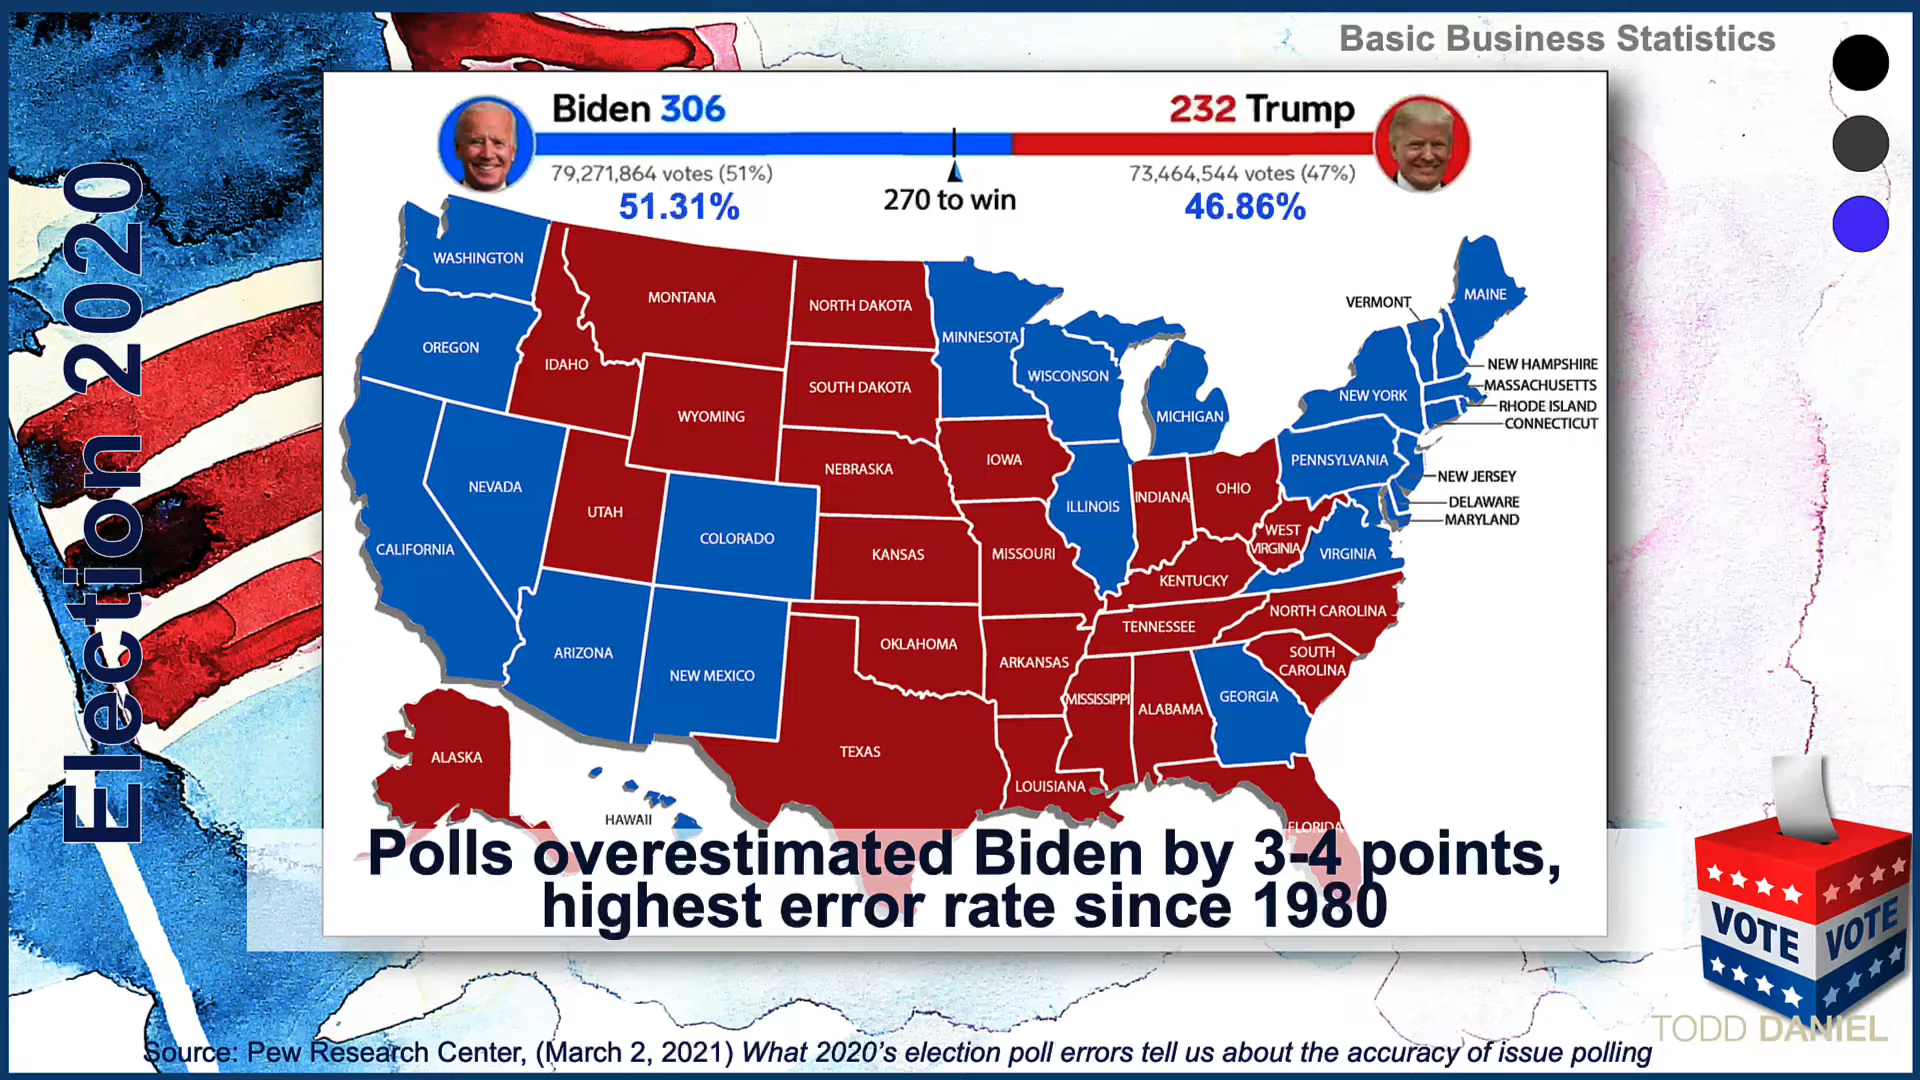 Basic Business Statistics
Election 2020
Biden 306
232 Trump
79,271,864 votes (51%)
73,464,544 votes (47%)
51.31%
270 to win
46.86%
WASHINGTON
MONTANA
NORTH DAKOTA
MINNESOTA
VERMONT
MAINE
OREGON
IDAHO
SOUTH DAKOTA
WISCONSON
NEW HAMPSHIRE
MASSACHUSETTS
RHODE ISLAND
CONNECTICUT
WYOMING
MICHIGAN
NEW YORK
IOWA
NEBRASKA
PENNSYLVANIA
NEW JERSEY
DELAWARE
MARYLAND
NEVADA
UTAH
COLORADO
ILLINOIS
INDIANA
OHIO
WEST
VIRGINIA
VIRGINIA
CALIFORNIA
KANSAS
MISSOURI
KENTUCKY
NORTH CAROLINA
TENNESSEE
ARIZONA
NEW MEXICO
OKLAHOMA
ARKANSAS
SOUTH
CAROLINA
MISSISSIPPI
ALABAMA
GEORGIA
ALASKA
TEXAS
LOUISIANA
HAWAII
FLORIDA
Polls overestimated Biden by 3-4 points,
highest error rate since 1980
VOTE
VOTE
TODD DANIEL
Source: Pew Research Center, (March 2, 2021) What 2020's election poll errors tell us about the accuracy of issue polling